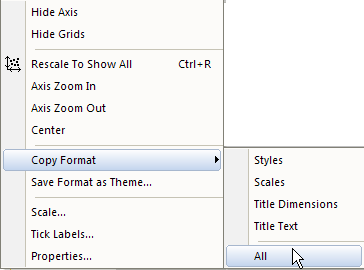 Hide Axis
Hide Grids
Rescale To Show All Ctrl+R
Axis Zoom In
Axis Zoom Out
Center
Copy Format
Save Format as Theme...
Scale...
Tick Labels...
Properties...
Styles
Scales
Title Dimensions
Title Text
All